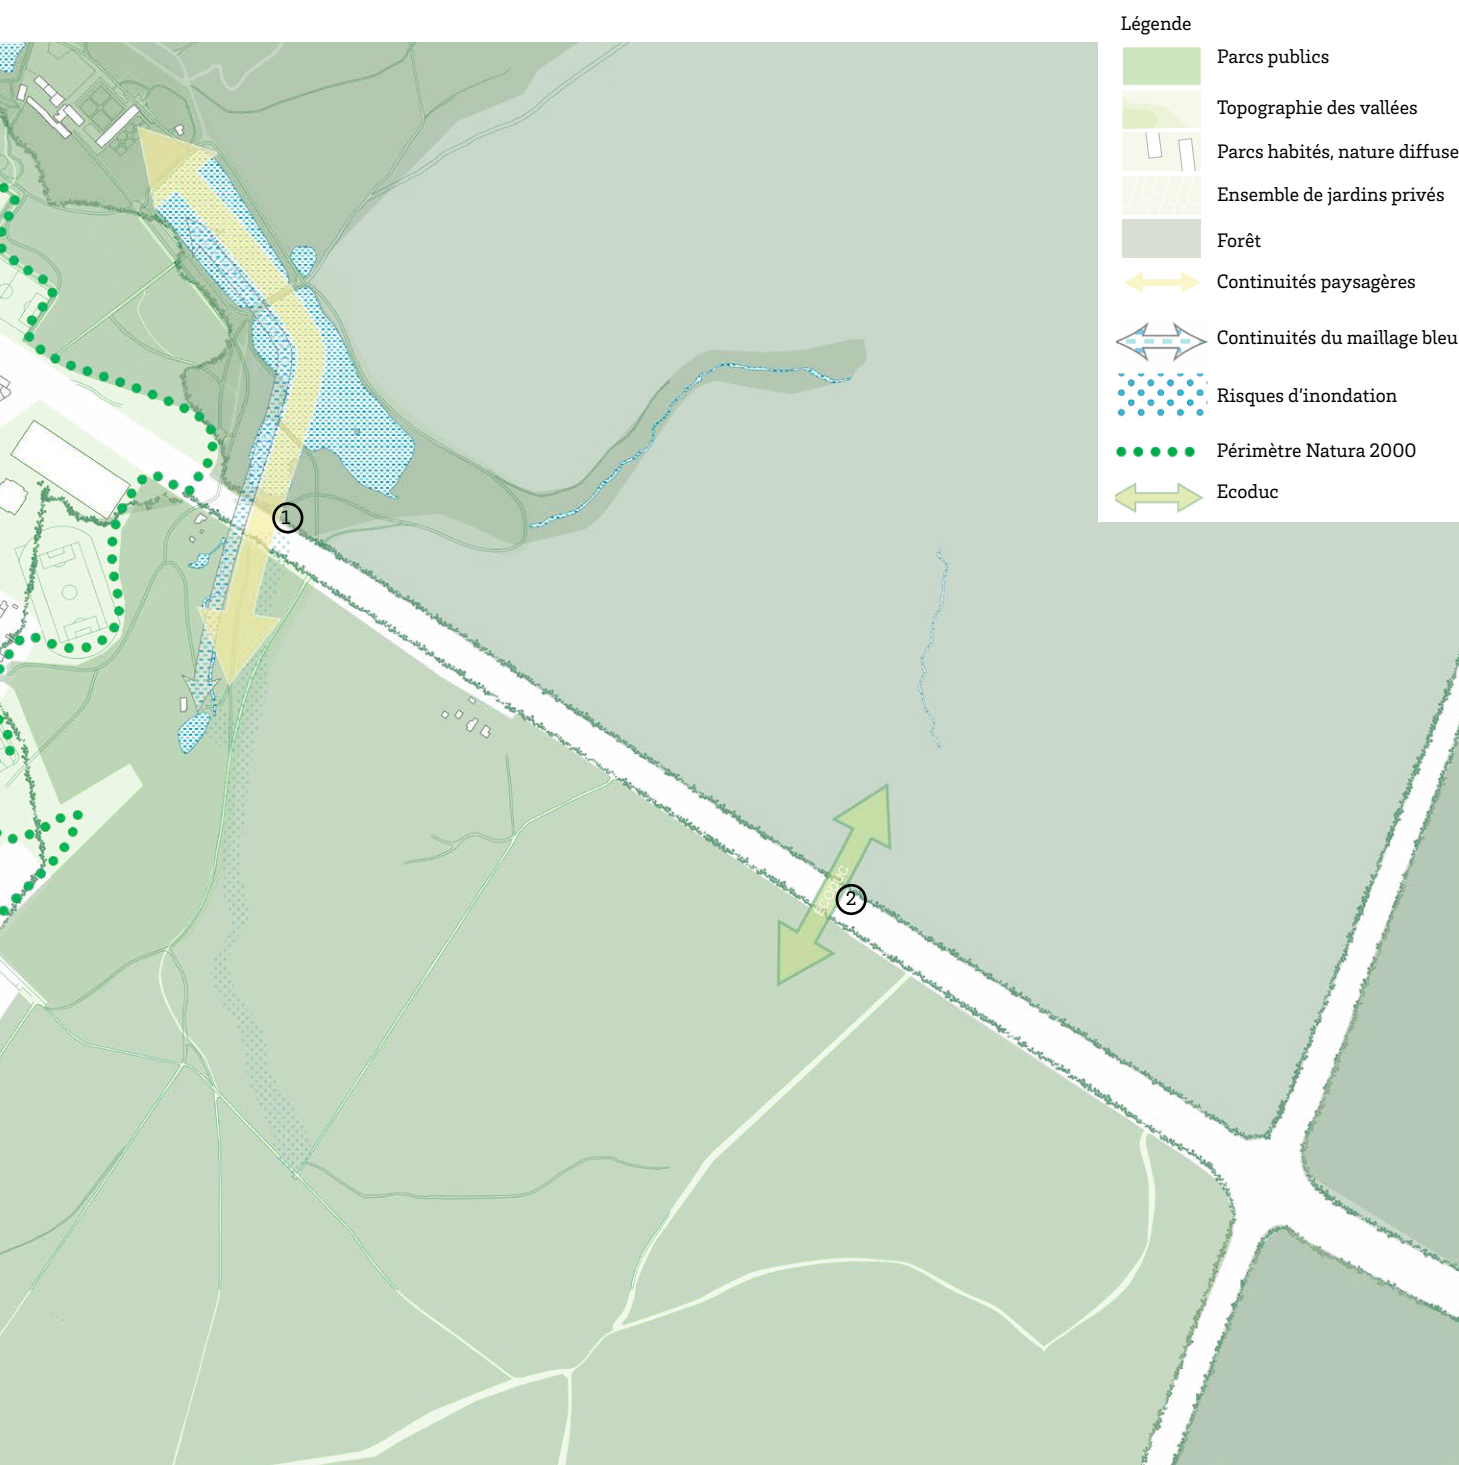 Légende
Parcs publics
Topographie des vallées
Parcs habités, nature diffuse
Ensemble de jardins privés
Forêt
Continuités paysagères
Continuités du maillage bleu
Risques d'inondation
Périmètre Natura 2000
Ecoduc
1
ECODUC
2